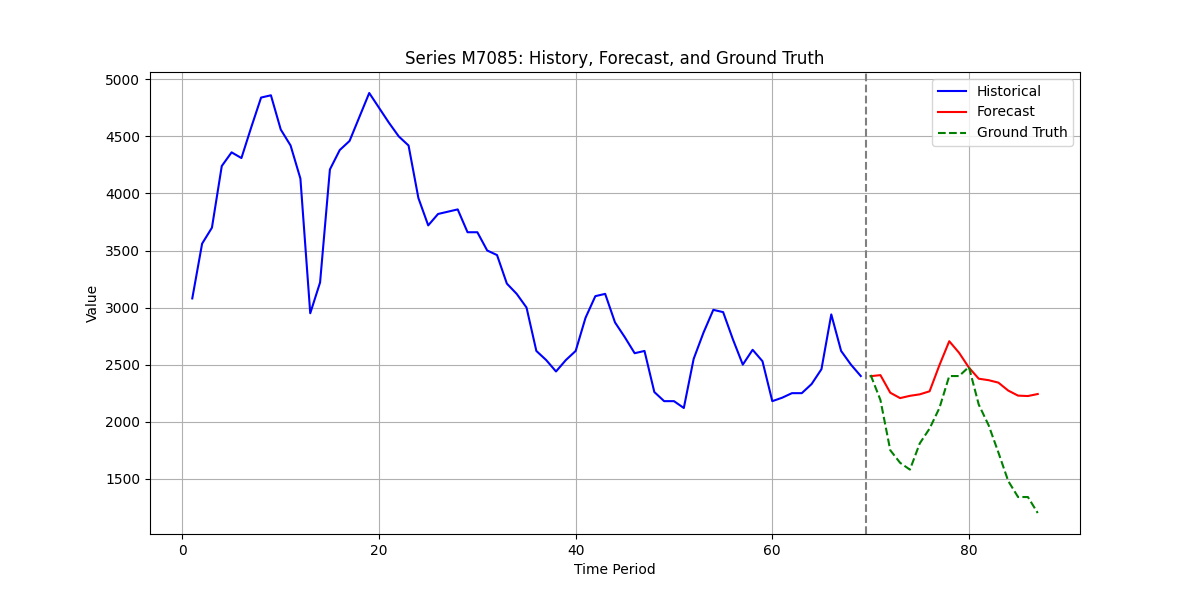 Series M7085: History, Forecast, and Ground Truth
Historical
Forecast
Ground Truth
5000
4500
4000
3500
3000
2500
2000
1500
Value
0
20
40
60
80
Time Period